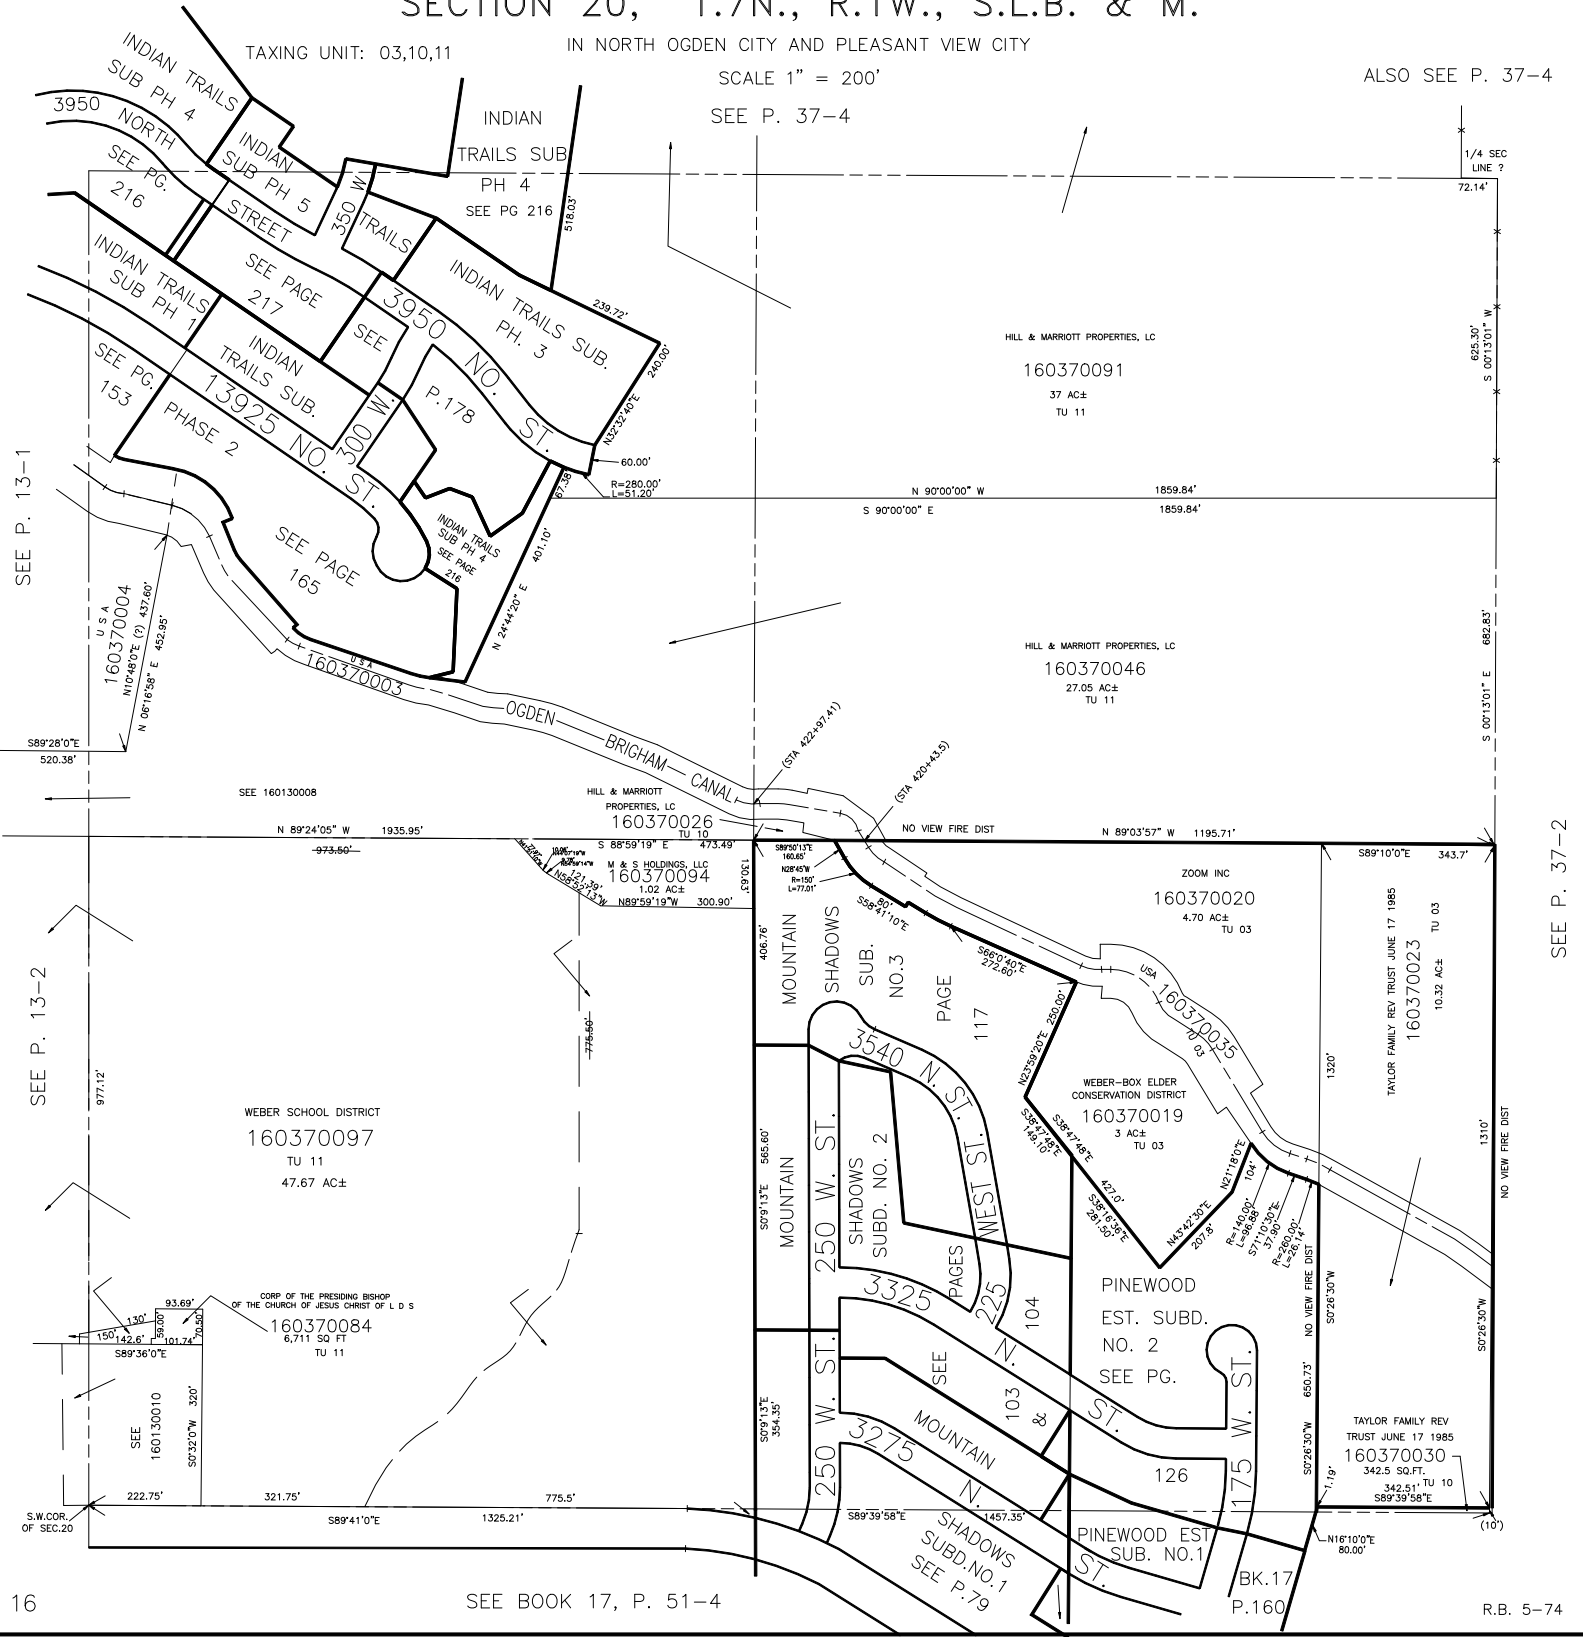 SECTION 20, T.7N., R.1W., S.L.B. & M.
IN NORTH OGDEN CITY AND PLEASANT VIEW CITY
TAXING UNIT: 03,10,11
SCALE 1" = 200'
SEE P. 37-4
ALSO SEE P. 37-4
1/4 SEC
LINE ?
72.14'
INDIAN TRAILS
SUB PH 4
3950
NORTH
STREET
SEE PG.
216
INDIAN
SUB PH 5
350 W.
TRAILS
INDIAN
TRAILS SUB
PH 4
SEE PG 216
518.03'
INDIAN TRAILS
SUB PH 1
SEE PAGE
217
SEE
3950 NO. ST.
INDIAN TRAILS SUB.
PH. 3
239.72'
240.00'
N32°32'40"E
60.00'
R=280.00'
L=51.20'
67.38'
SEE PG.
153
INDIAN
TRAILS SUB.
PHASE 2
13925 NO. ST.
300 W.
P.178
INDIAN TRAILS
SUB PH 4
SEE PAGE
216
SEE PAGE
165
401.10'
N 24°44'20" E
HILL & MARRIOTT PROPERTIES, LC
160370091
37 AC±
TU 11
625.30'
S 00°13'01" W
N 90°00'00" W 1859.84'
S 90°00'00" E 1859.84'
SEE P. 13-1
U S A
160370004
N10°48'0"E (?) 437.60'
N 06°16'58" E 452.95'
U S A
160370003
OGDEN BRIGHAM CANAL
HILL & MARRIOTT PROPERTIES, LC
160370046
27.05 AC±
TU 11
682.83'
S 00°13'01" E
S89°28'0"E
520.38'
SEE 160130008
(STA 422+97.41)
(STA 420+43.5)
HILL & MARRIOTT
PROPERTIES, LC
160370026
TU 10
N 89°24'05" W 1935.95'
973.50'
S 88°59'19" E 473.49'
NO VIEW FIRE DIST
N 89°03'57" W 1195.71'
M & S HOLDINGS, LLC
160370094
1.02 AC±
121.39'
N58°52'13"W
N89°59'19"W 300.90'
130.63'
S89°50'13"E
160.65'
N28°45'W
R=150'
L=77.01'
80'
S58°41'10"E
S66°0'40"E
272.60'
ZOOM INC
160370020
4.70 AC±
TU 03
S89°10'0"E 343.7'
TAYLOR FAMILY REV TRUST JUNE 17 1985
160370023
10.32 AC±
TU 03
SEE P. 37-2
SEE P. 13-2
406.76'
MOUNTAIN
SHADOWS
SUB.
NO.3
PAGE
117
250.00'
N23°59'20"E
USA
160370035
TU 03
1320'
775.50'
977.12'
3540 N. ST.
WEBER-BOX ELDER
CONSERVATION DISTRICT
160370019
3 AC±
TU 03
S38°47'48"E
149.10'
S38°47'48"E
427.0'
S38°16'36"E
281.50'
N43°42'30"E
207.8'
N21°18'0"E
104'
R=140.00'
L=96.88'
S71°10'30"E
37.90'
R=260.00'
L=26.14'
1310'
NO VIEW FIRE DIST
WEBER SCHOOL DISTRICT
160370097
TU 11
47.67 AC±
565.60'
S0°9'13"E
MOUNTAIN
SHADOWS
SUBD. NO. 2
250 W. ST.
WEST ST.
225
PAGES
104
3325 N. ST.
PINEWOOD
EST. SUBD.
NO. 2
SEE PG.
126
NO VIEW FIRE DIST
S0°26'30"W
S0°26'30"W
CORP OF THE PRESIDING BISHOP
OF THE CHURCH OF JESUS CHRIST OF L D S
160370084
6,711 SQ FT
TU 11
93.69'
130'
150'
142.6'
59.00'
101.74'
70.50'
S89°36'0"E
SEE
160130010
S0°32'0"W 320'
S0°9'13"E
354.35'
250 W. ST.
3275 N. ST.
SEE
103
&
MOUNTAIN
SHADOWS
SUBD.NO.1
SEE P.79
175 W. ST.
650.73'
S0°26'30"W
1.19'
TAYLOR FAMILY REV
TRUST JUNE 17 1985
160370030
342.5 SQ.FT.
TU 10
342.51'
S89°39'58"E
222.75' 321.75' 775.5'
S.W.COR.
OF SEC.20
S89°41'0"E 1325.21'
S89°39'58"E 1457.35'
(10')
N16°10'0"E
80.00'
PINEWOOD EST
SUB. NO.1
BK.17
P.160
16
SEE BOOK 17, P. 51-4
R.B. 5-74